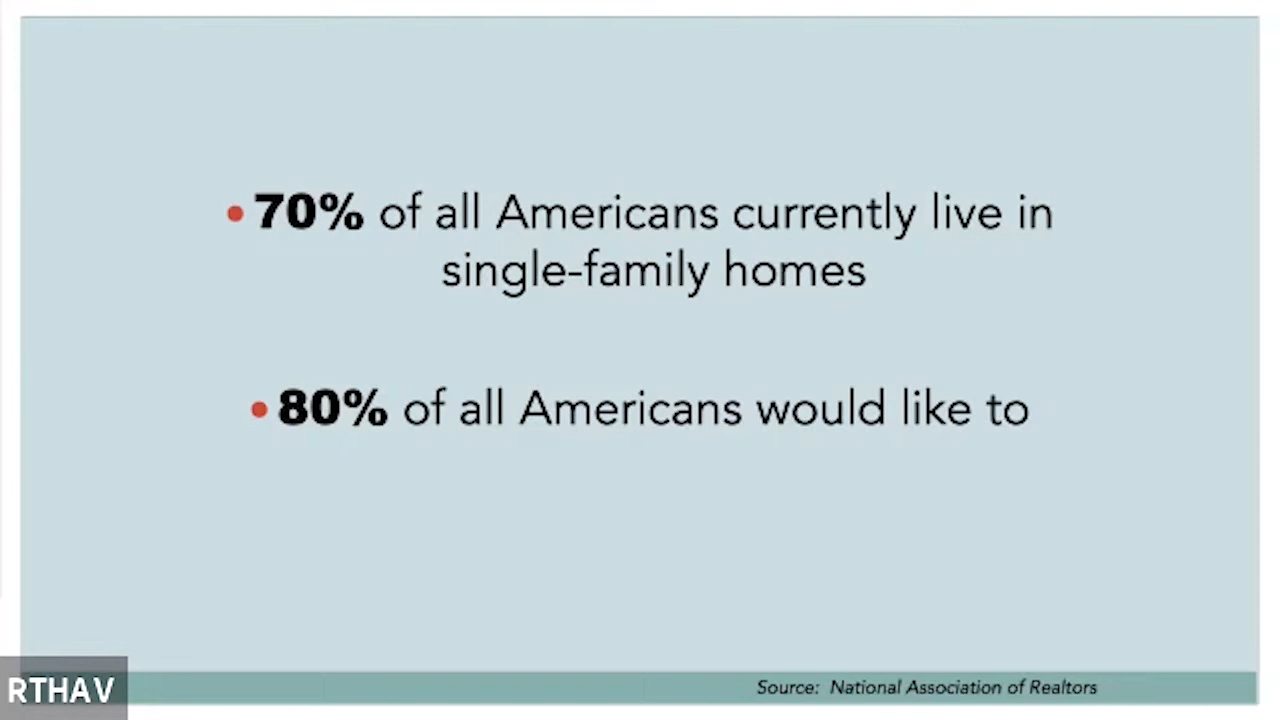 • 70% of all Americans currently live in
single-family homes
• 80% of all Americans would like to
Source: National Association of Realtors
RTHAV